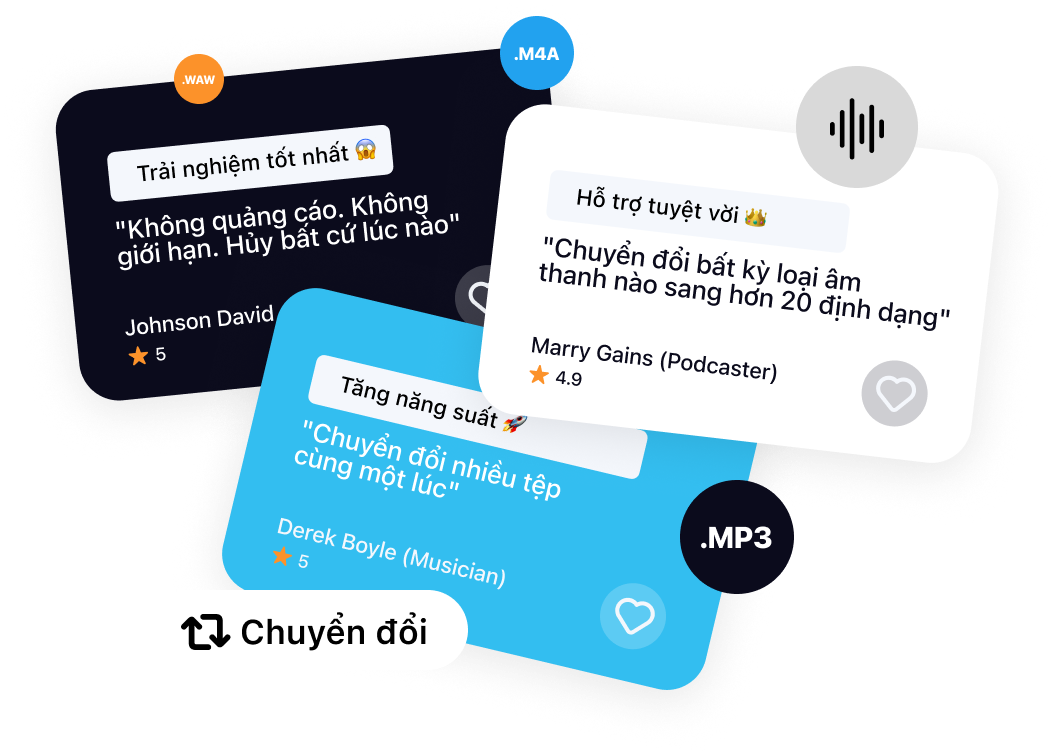 .WAW
.M4A
Trải nghiệm tốt nhất 😱
"Không quảng cáo. Không
giới hạn. Hủy bất cứ lúc nào"
Johnson David
5
Hỗ trợ tuyệt vời 👑
"Chuyển đổi bất kỳ loại âm
thanh nào sang hơn 20 định dạng"
Marry Gains (Podcaster)
4.9
Tăng năng suất 🚀
"Chuyển đổi nhiều tệp
cùng một lúc"
Derek Boyle (Musician)
5
.MP3
Chuyển đổi